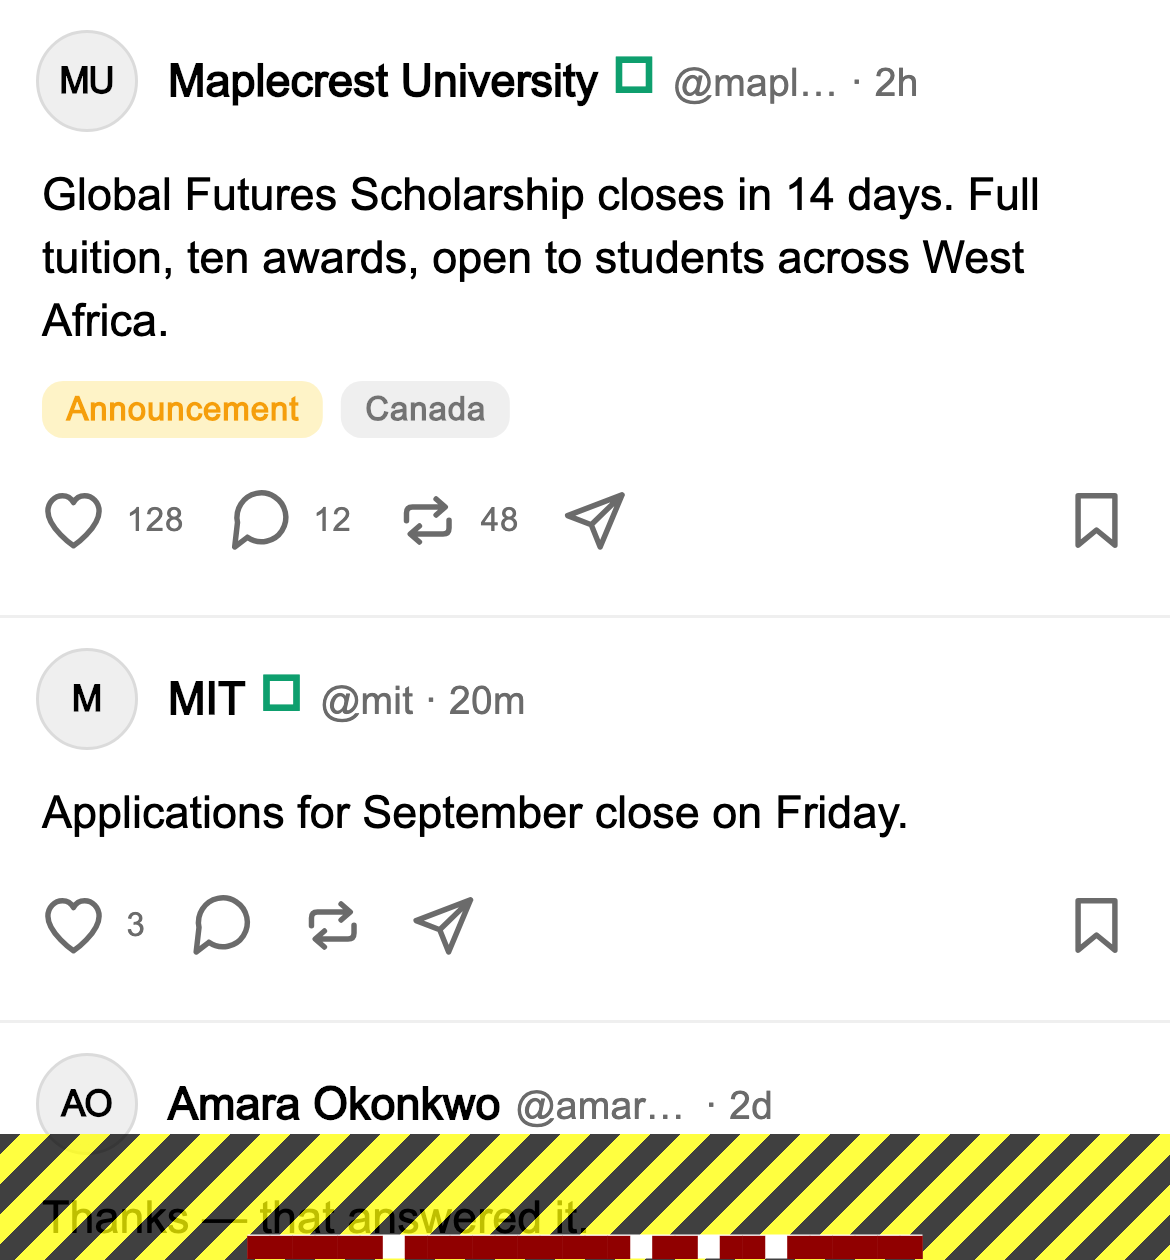 MU Maplecrest University @mapl… · 2h
Global Futures Scholarship closes in 14 days. Full
tuition, ten awards, open to students across West
Africa.
Announcement Canada
128 12 48
M MIT @mit · 20m
Applications for September close on Friday.
3
AO Amara Okonkwo @amar… · 2d
Thanks — that answered it.